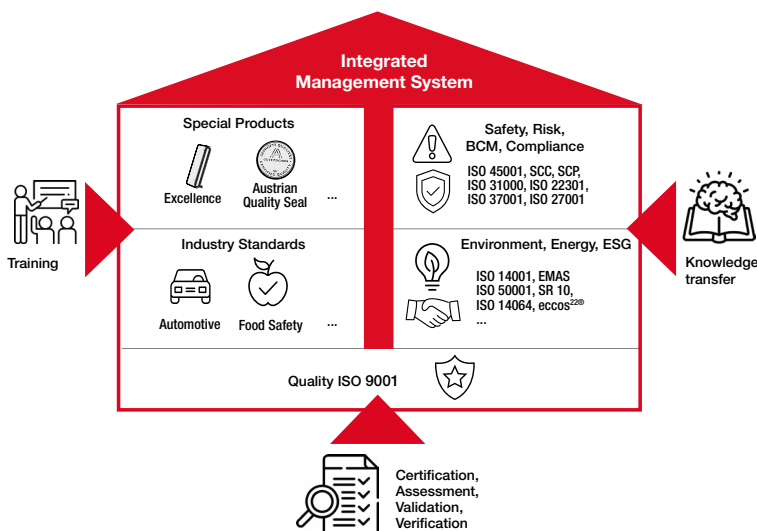 Integrated
Management System
Special Products
Excellence
Austrian
Quality Seal
...
Safety, Risk,
BCM, Compliance
ISO 45001, SCC, SCP,
ISO 31000, ISO 22301,
ISO 37001, ISO 27001
Training
Industry Standards
Automotive
Food Safety
...
Environment, Energy, ESG
ISO 14001, EMAS
ISO 50001, SR 10,
ISO 14064, eccos²²®
...
Knowledge
transfer
Quality ISO 9001
Certification,
Assessment,
Validation,
Verification